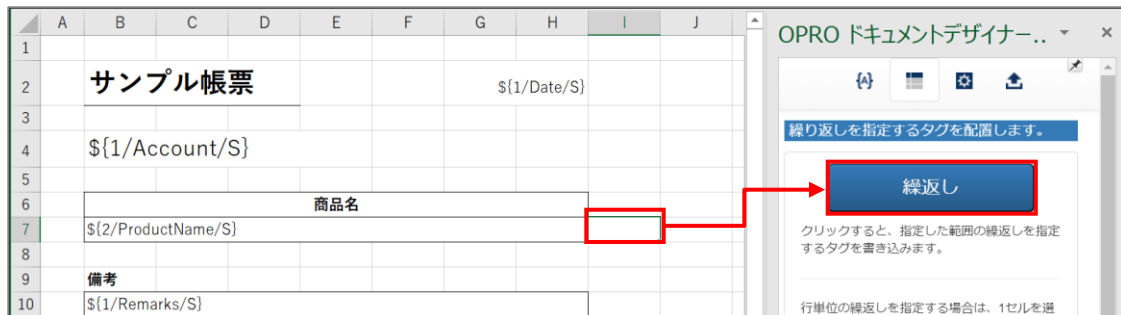 A B C D E F G H I J
1
2 サンプル帳票 ${1/Date/S}
3
4 ${1/Account/S}
5
6 商品名
7 ${2/ProductName/S}
8
9 備考
10 ${1/Remarks/S}
OPRO ドキュメントデザイナー..
{A}
繰り返しを指定するタグを配置します。
繰返し
クリックすると、指定した範囲の繰返しを指定
するタグを書き込みます。
行単位の繰返しを指定する場合は、1セルを選